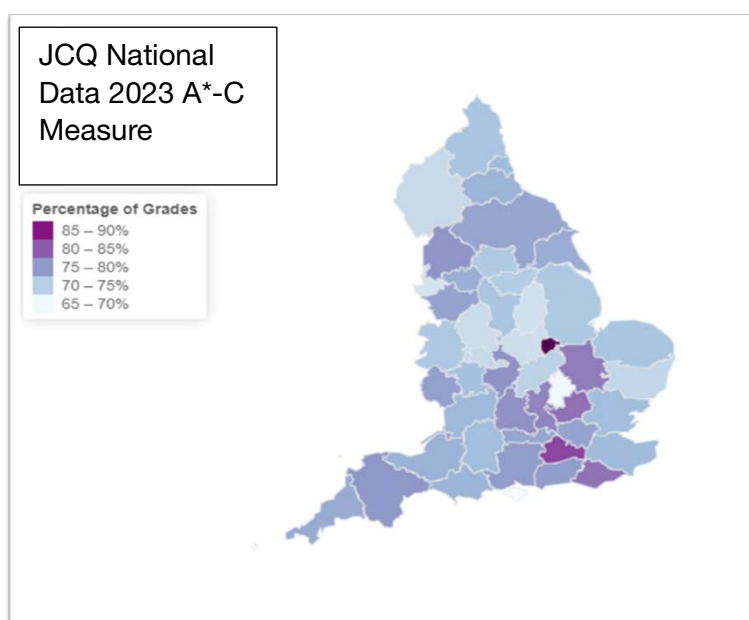 JCQ National
Data 2023 A*-C
Measure
Percentage of Grades
85 – 90%
80 – 85%
75 – 80%
70 – 75%
65 – 70%